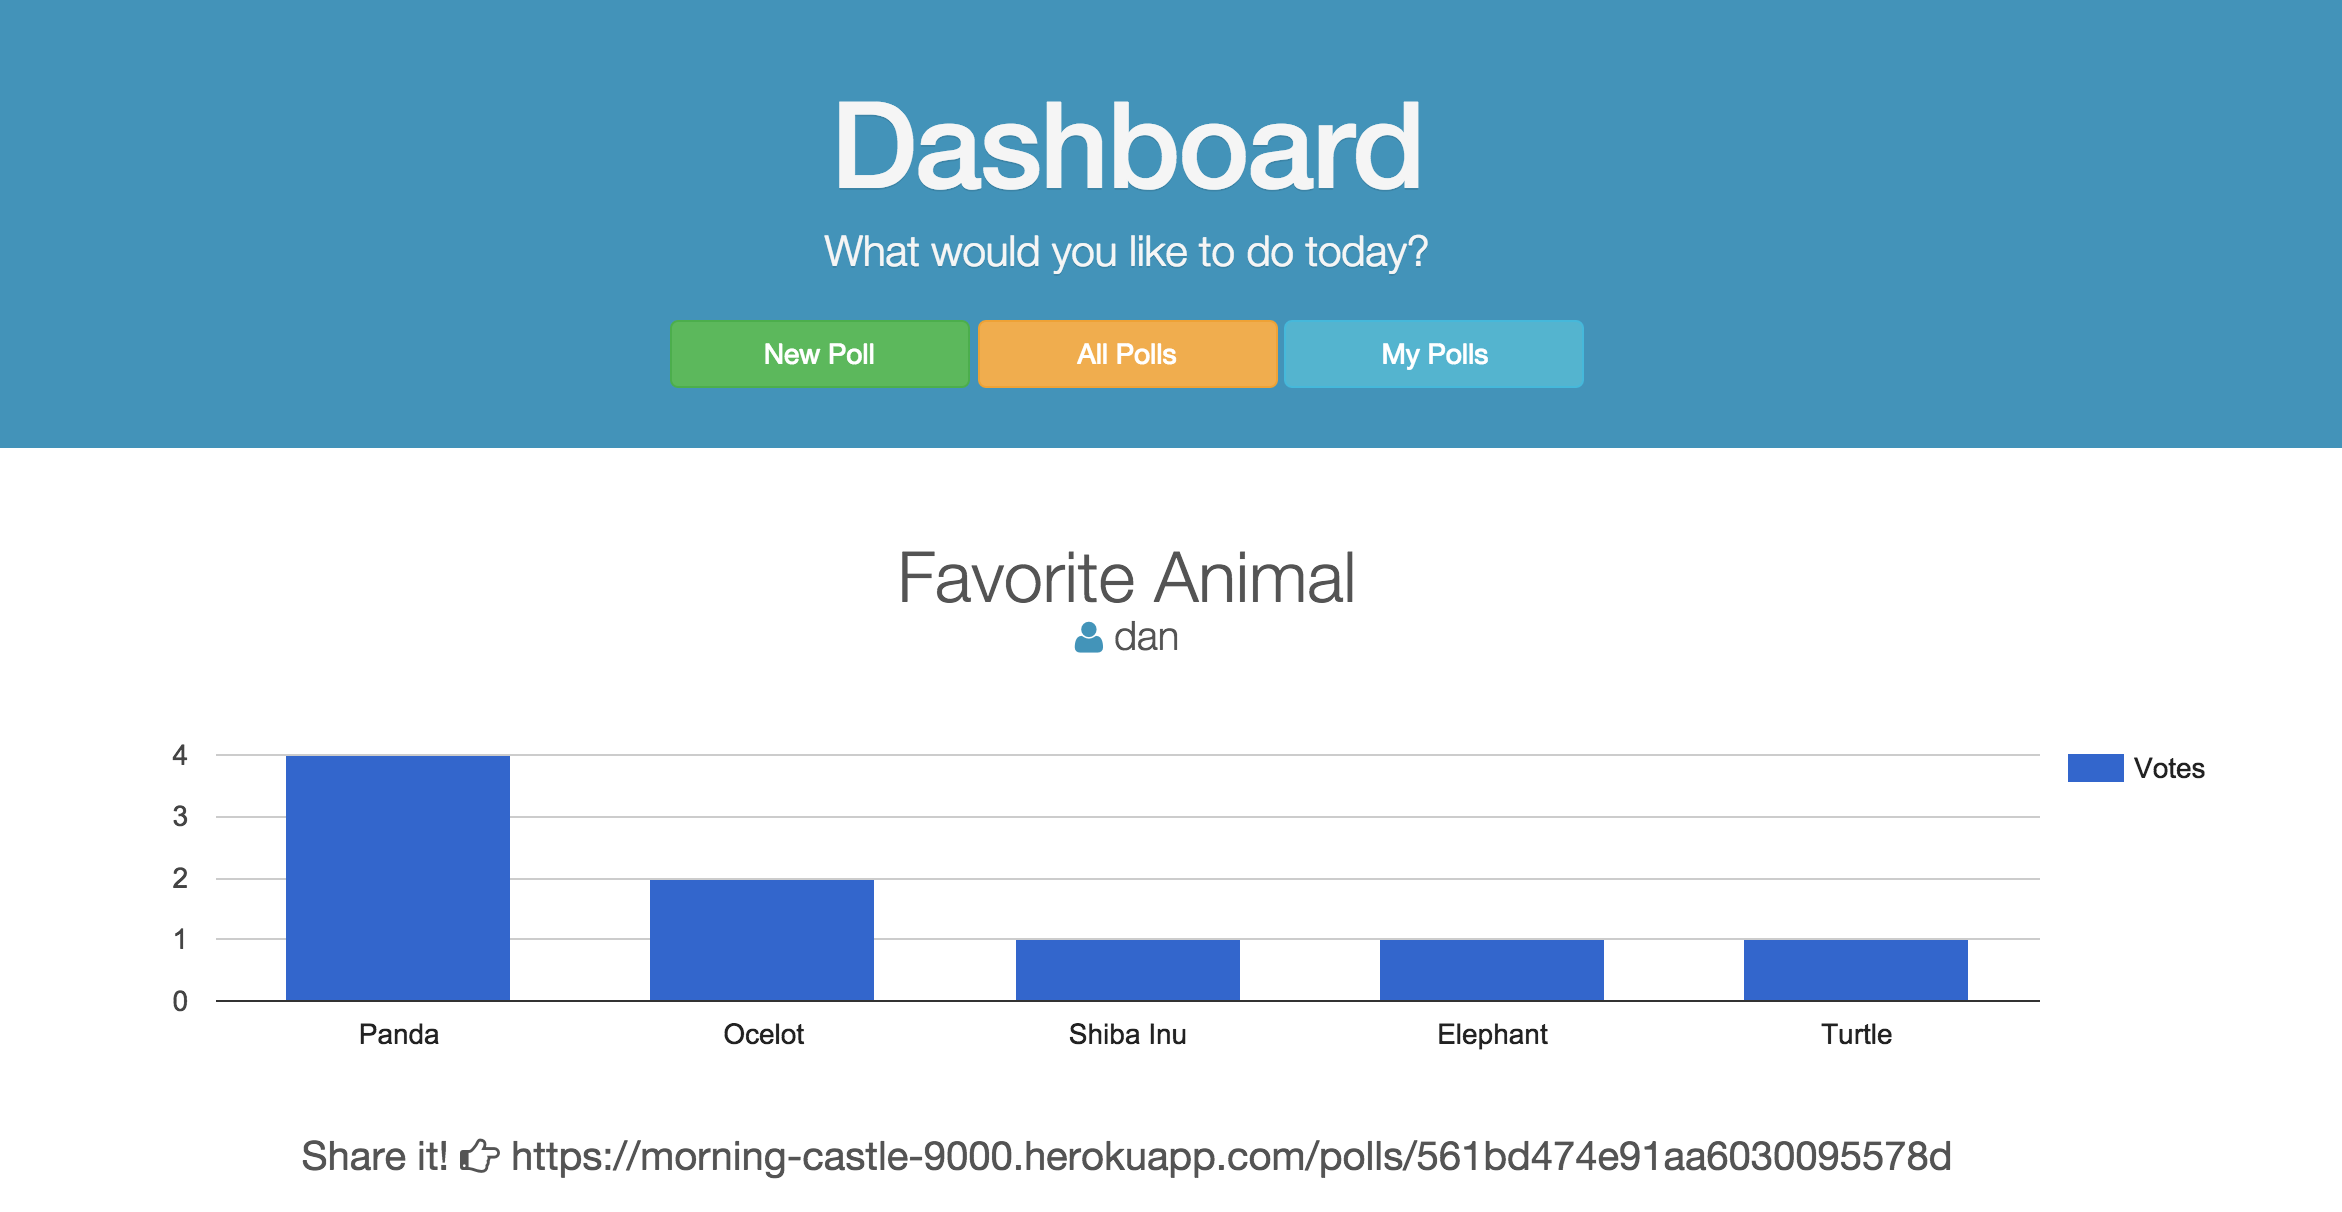 Dashboard
What would you like to do today?
New Poll All Polls My Polls
Favorite Animal
dan
4
3
2
1
0
Votes
Panda Ocelot Shiba Inu Elephant Turtle
Share it! https://morning-castle-9000.herokuapp.com/polls/561bd474e91aa6030095578d